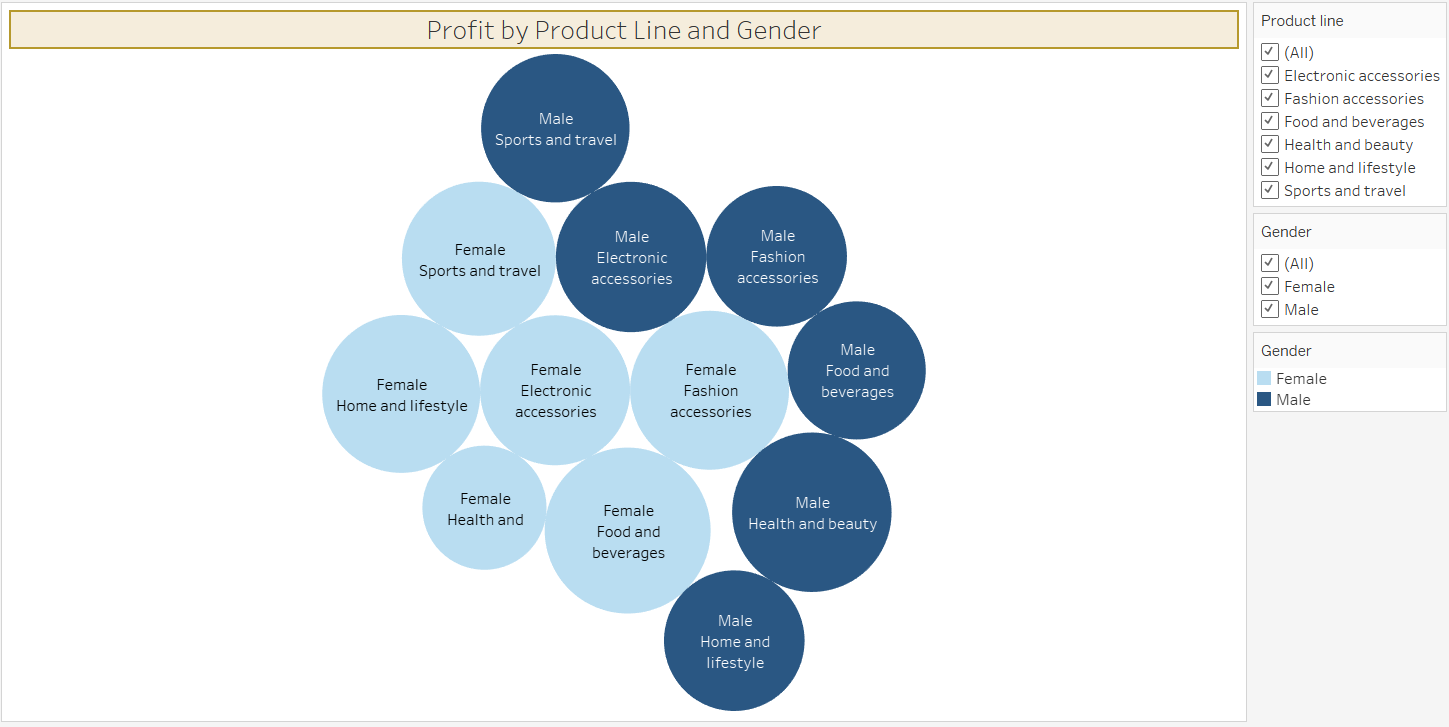 Profit by Product Line and Gender
Male
Sports and travel
Female
Sports and travel
Male
Electronic
accessories
Male
Fashion
accessories
Female
Home and lifestyle
Female
Electronic
accessories
Female
Fashion
accessories
Male
Food and
beverages
Female
Health and
Female
Food and
beverages
Male
Health and beauty
Male
Home and
lifestyle
Product line
(All)
Electronic accessories
Fashion accessories
Food and beverages
Health and beauty
Home and lifestyle
Sports and travel
Gender
(All)
Female
Male
Gender
Female
Male